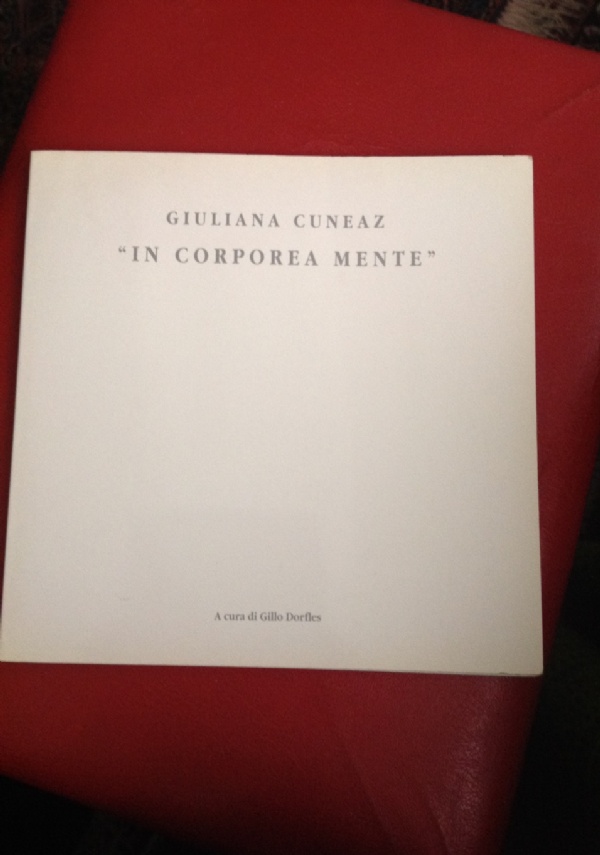 GIULIANA CUNEAZ
“IN CORPOREA MENTE”
A cura di Gillo Dorfles